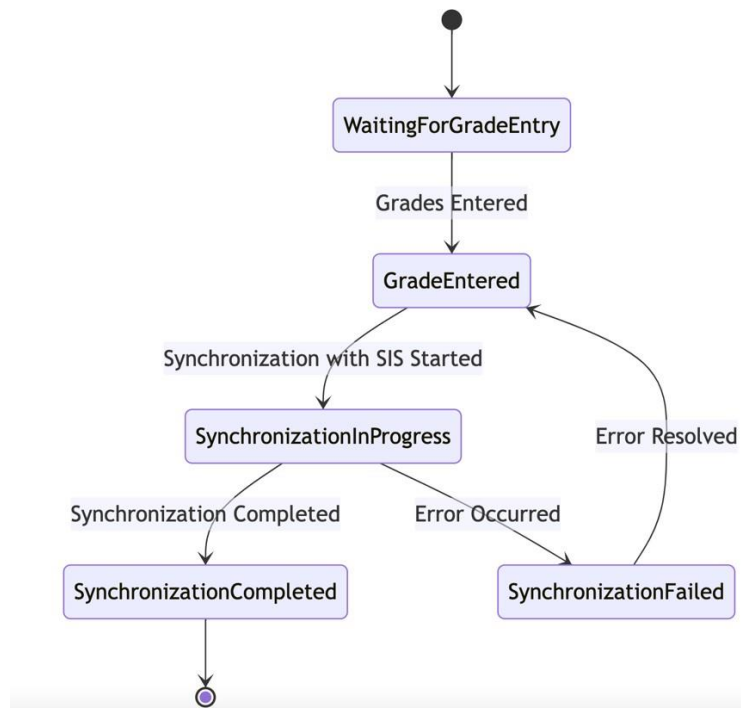 WaitingForGradeEntry
Grades Entered
GradeEntered
Synchronization with SIS Started
SynchronizationInProgress
Error Resolved
Synchronization Completed
Error Occurred
SynchronizationCompleted
SynchronizationFailed